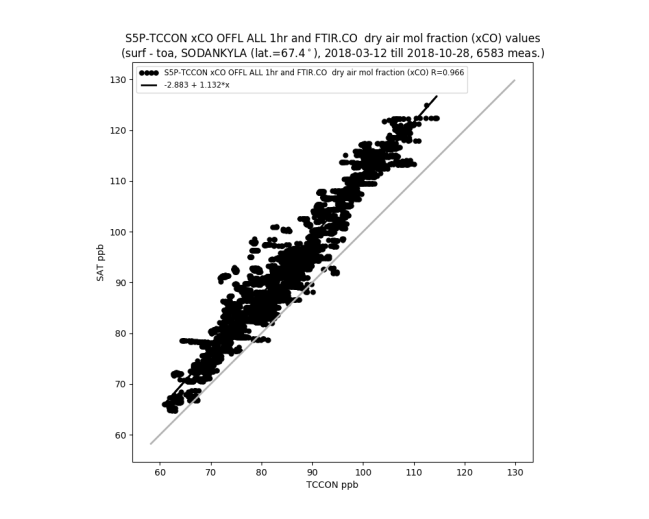 S5P-TCCON xCO OFFL ALL 1hr and FTIR.CO dry air mol fraction (xCO) values
(surf - toa, SODANKYLA (lat.=67.4°), 2018-03-12 till 2018-10-28, 6583 meas.)
S5P-TCCON xCO OFFL ALL 1hr and FTIR.CO dry air mol fraction (xCO) R=0.966
-2.883 + 1.132*x
SAT ppb
130
120
110
100
90
80
70
60
60 70 80 90 100 110 120 130
TCCON ppb